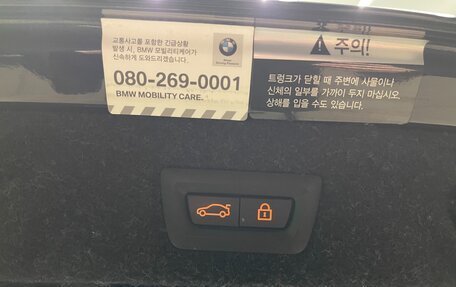 교통사고를 포함한 긴급상황
발생 시, BMW 모빌리티케어가
신속하게 도와드리겠습니다.
080-269-0001
BMW MOBILITY CARE.
주의!
트렁크가 닫힐 때 주변에 사물이나
신체의 일부를 가까이 두지 마십시오.
상해를 입을 수도 있습니다.